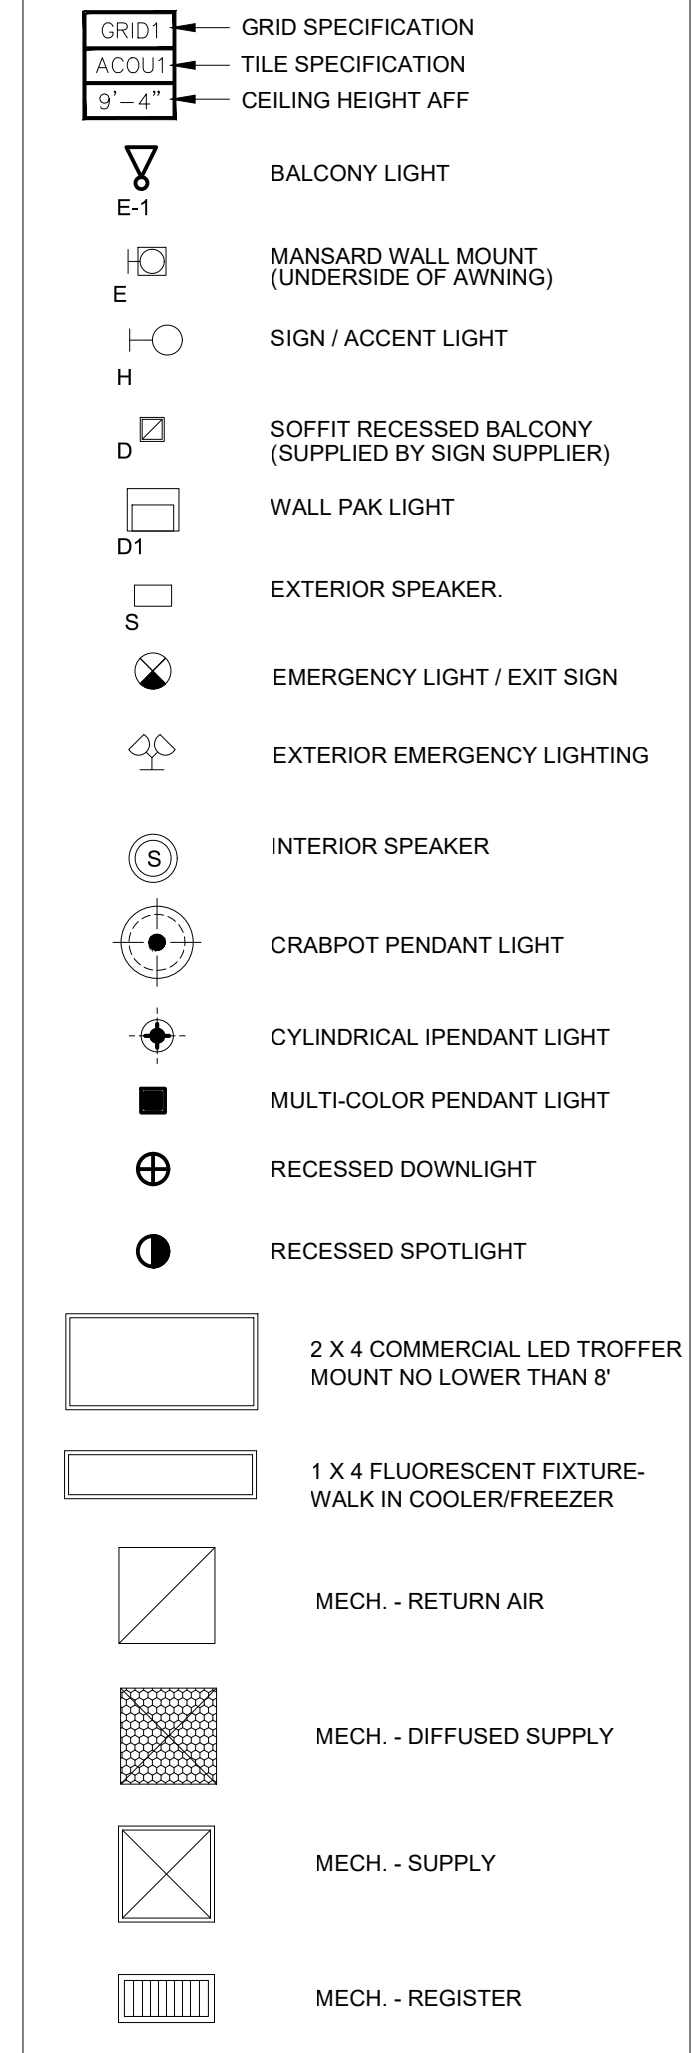 GRID1 GRID SPECIFICATION
ACOU1 TILE SPECIFICATION
9'-4" CEILING HEIGHT AFF
BALCONY LIGHT
E-1
MANSARD WALL MOUNT
(UNDERSIDE OF AWNING)
E
SIGN / ACCENT LIGHT
H
SOFFIT RECESSED BALCONY
D (SUPPLIED BY SIGN SUPPLIER)
WALL PAK LIGHT
D1
EXTERIOR SPEAKER.
S
EMERGENCY LIGHT / EXIT SIGN
EXTERIOR EMERGENCY LIGHTING
INTERIOR SPEAKER
S
CRABPOT PENDANT LIGHT
CYLINDRICAL IPENDANT LIGHT
MULTI-COLOR PENDANT LIGHT
RECESSED DOWNLIGHT
RECESSED SPOTLIGHT
2 X 4 COMMERCIAL LED TROFFER
MOUNT NO LOWER THAN 8'
1 X 4 FLUORESCENT FIXTURE-
WALK IN COOLER/FREEZER
MECH. - RETURN AIR
MECH. - DIFFUSED SUPPLY
MECH. - SUPPLY
MECH. - REGISTER